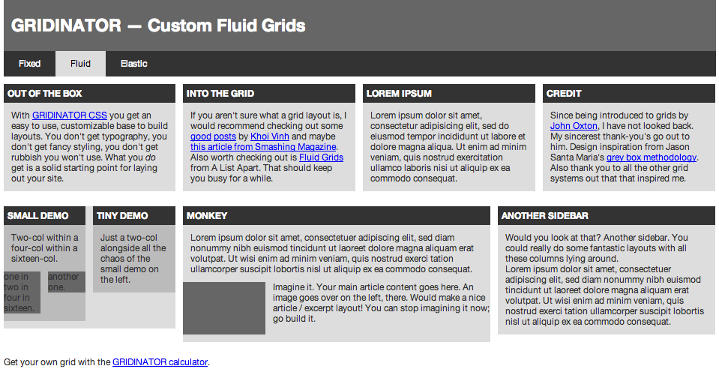 GRIDINATOR — Custom Fluid Grids
Fixed
Fluid
Elastic
OUT OF THE BOX
With GRIDINATOR CSS you get an
easy to use, customizable base to build
layouts. You don't get typography, you
don't get fancy styling, you don't get
rubbish you won't use. What you do
get is a solid starting point for laying
out your site.
INTO THE GRID
If you aren't sure what a grid layout is, I
would recommend checking out some
good posts by Khoi Vinh and maybe
this article from Smashing Magazine.
Also worth checking out is Fluid Grids
from A List Apart. That should keep
you busy for a while.
LOREM IPSUM
Lorem ipsum dolor sit amet,
consectetur adipisicing elit, sed do
eiusmod tempor incididunt ut labore et
dolore magna aliqua. Ut enim ad minim
veniam, quis nostrud exercitation
ullamco laboris nisi ut aliquip ex ea
commodo consequat.
CREDIT
Since being introduced to grids by
John Oxton, I have not looked back.
My sincerest thank-you's go out to
him. Design inspiration from Jason
Santa Maria's grey box methodology.
Also thank you to all the other grid
systems out that that inspired me.
SMALL DEMO
Two-col within a
four-col within a
sixteen-col.
one in
two in
four in
sixteen.
another
one.
TINY DEMO
Just a two-col
alongside all the
chaos of the
small demo on
the left.
MONKEY
Lorem ipsum dolor sit amet, consectetuer adipiscing elit, sed diam
nonummy nibh euismod tincidunt ut laoreet dolore magna aliquam erat
volutpat. Ut wisi enim ad minim veniam, quis nostrud exerci tation
ullamcorper suscipit lobortis nisl ut aliquip ex ea commodo consequat.
Imagine it. Your main article content goes here. An
image goes over on the left, there. Would make a nice
article / excerpt layout! You can stop imagining it now;
go build it.
ANOTHER SIDEBAR
Would you look at that? Another sidebar. You
could really do some fantastic layouts with all
these columns lying around.
Lorem ipsum dolor sit amet, consectetuer
adipiscing elit, sed diam nonummy nibh euismod
tincidunt ut laoreet dolore magna aliquam erat
volutpat. Ut wisi enim ad minim veniam, quis
nostrud exerci tation ullamcorper suscipit lobortis
nisl ut aliquip ex ea commodo consequat.
Get your own grid with the GRIDINATOR calculator.